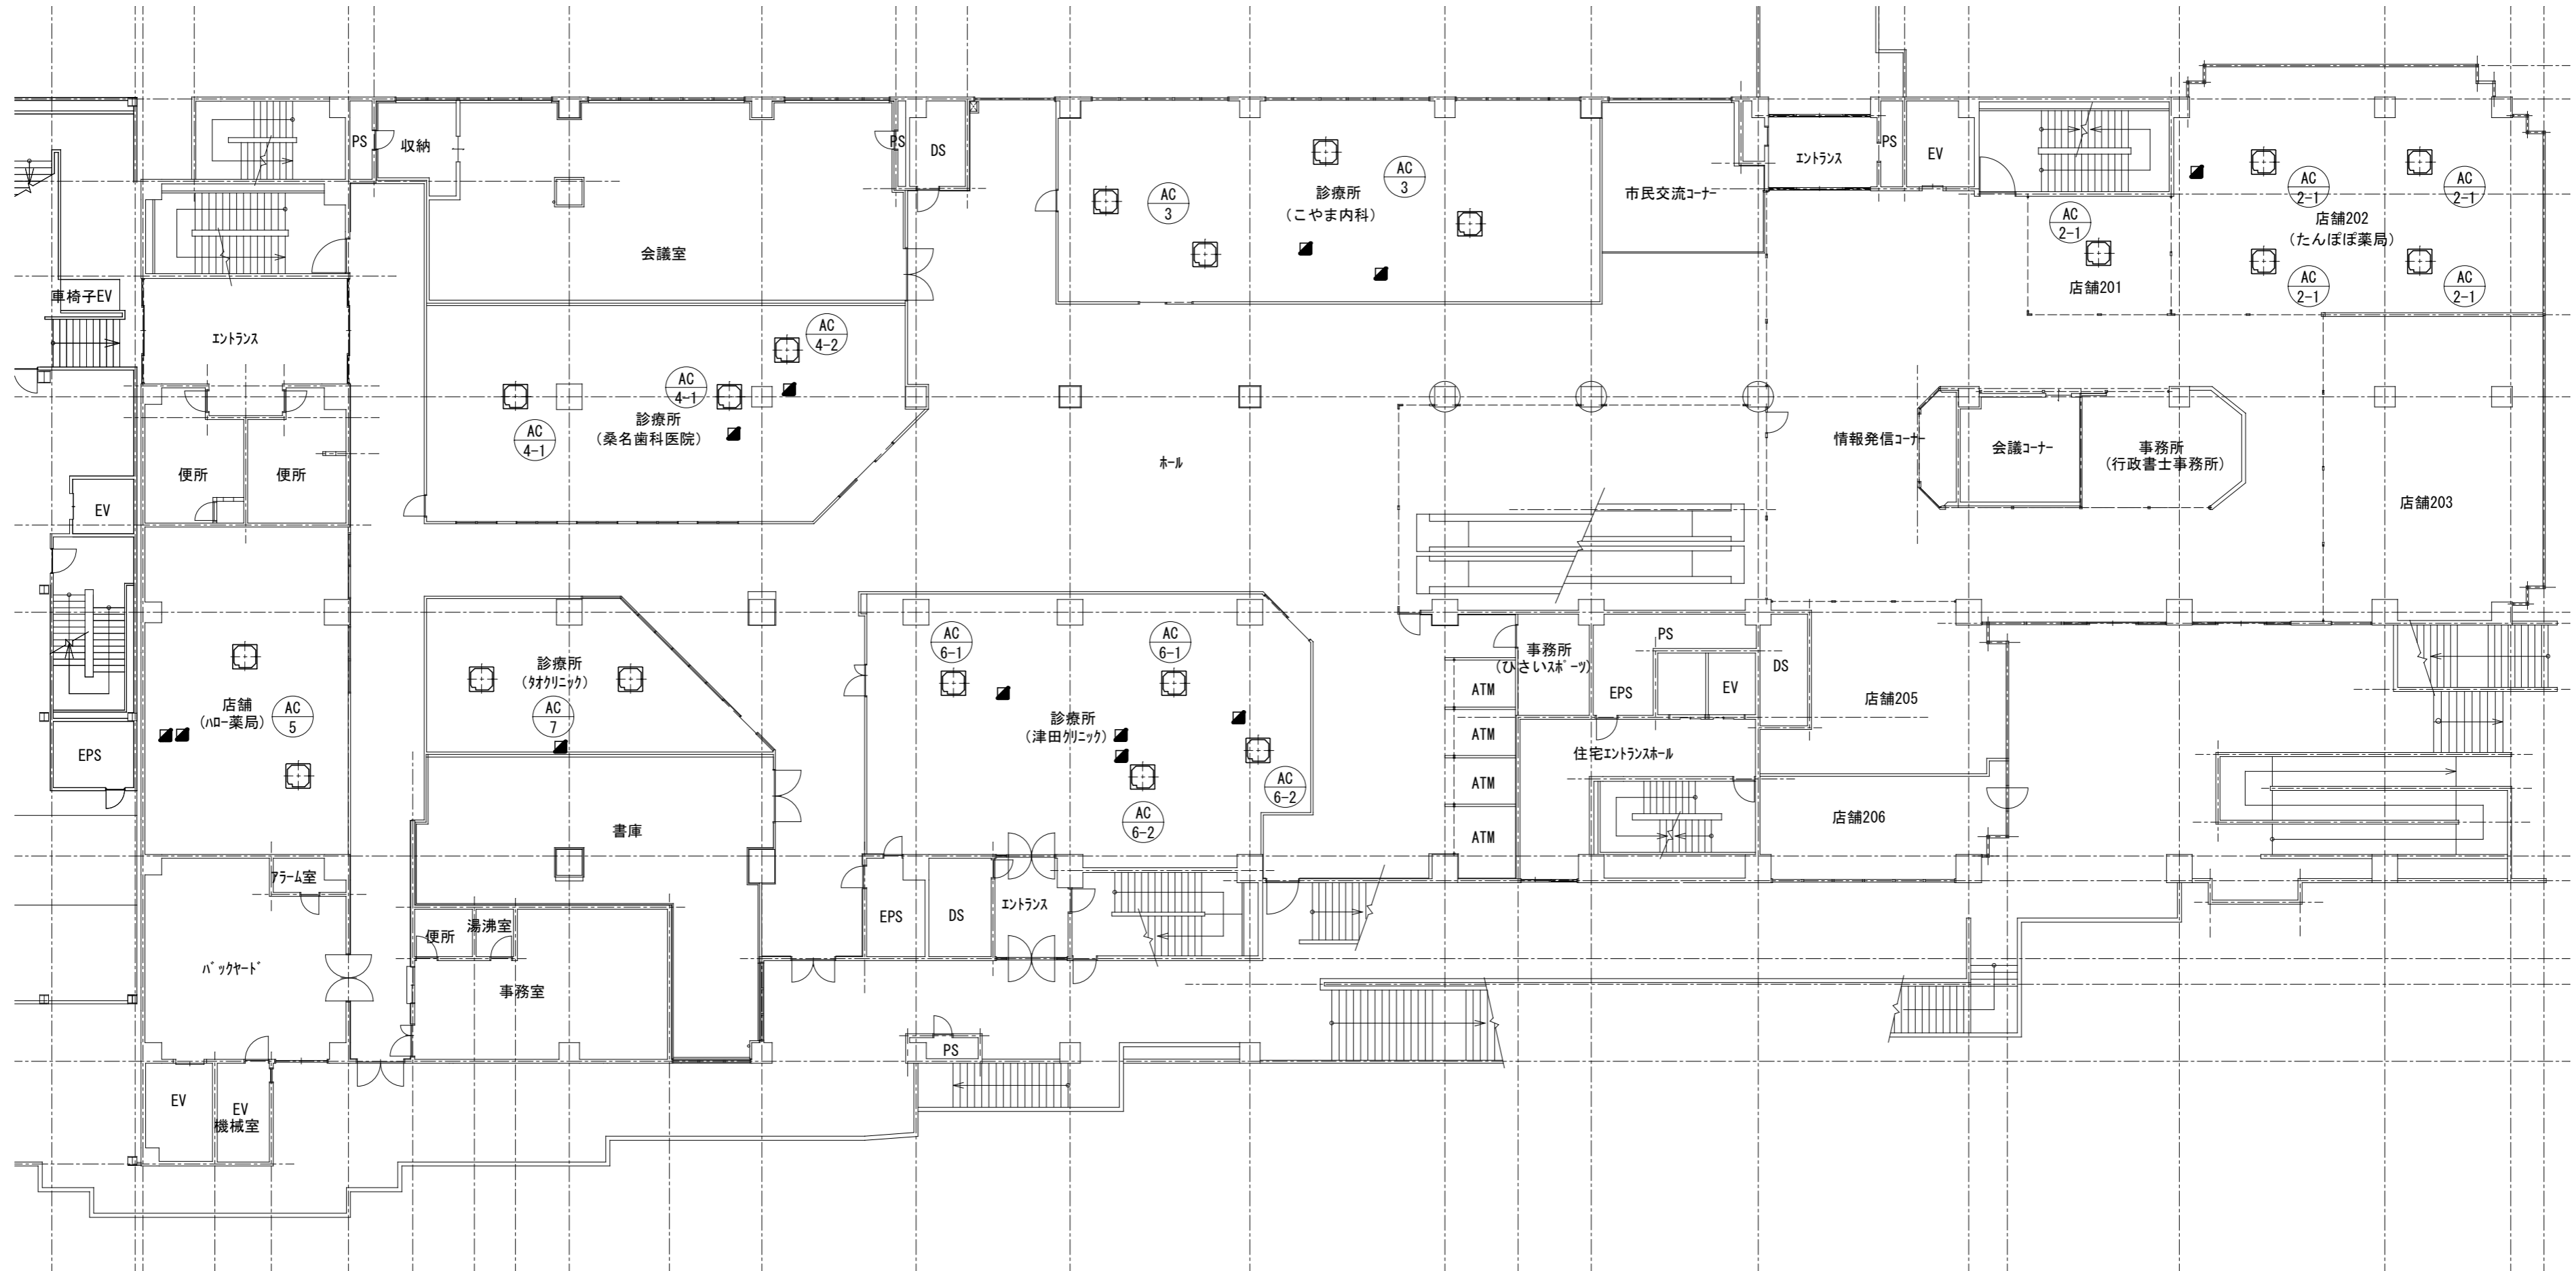 PS
収納
PS
DS
会議室
車椅子EV
エントランス
AC
3
診療所
(こやま内科)
AC
3
市民交流コーナー
エントランス
PS
EV
AC
2-1
店舗201
AC
2-1
AC
2-1
店舗202
(たんぽぽ薬局)
AC
2-1
AC
2-1
AC
4-2
AC
4-1
診療所
(桑名歯科医院)
AC
4-1
便所
便所
EV
ホール
情報発信コーナー
会議コーナー
事務所
(行政書士事務所)
店舗203
店舗
(ハロー薬局)
AC
5
EPS
診療所
(タオクリニック)
AC
7
AC
6-1
AC
6-1
診療所
(津田クリニック)
AC
6-2
AC
6-2
事務所
(ひさいスポーツ)
PS
EPS
EV
DS
ATM
ATM
ATM
ATM
住宅エントランスホール
店舗205
店舗206
書庫
アラーム室
バックヤード
便所
湯沸室
事務室
EPS
DS
エントランス
PS
EV
EV
機械室